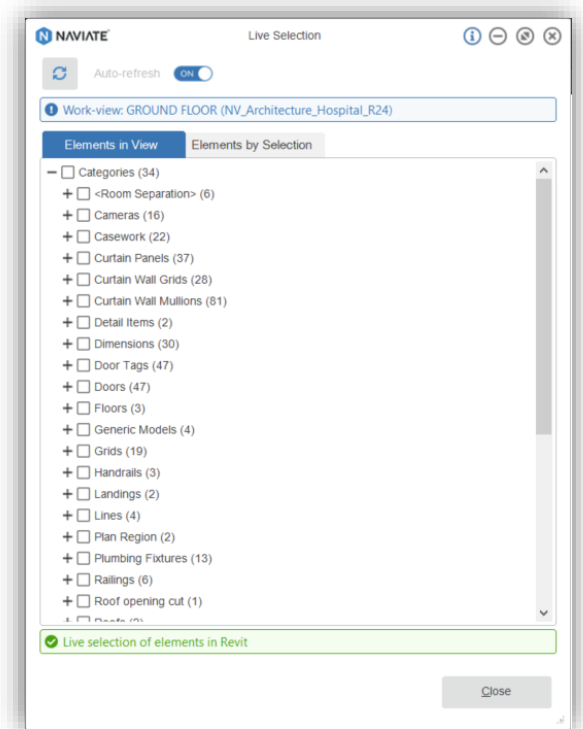 NAVIATE Live Selection
Auto-refresh ON
Work-view: GROUND FLOOR (NV_Architecture_Hospital_R24)
Elements in View Elements by Selection
Categories (34)
<Room Separation> (6)
Cameras (16)
Casework (22)
Curtain Panels (37)
Curtain Wall Grids (28)
Curtain Wall Mullions (81)
Detail Items (2)
Dimensions (30)
Door Tags (47)
Doors (47)
Floors (3)
Generic Models (4)
Grids (19)
Handrails (3)
Landings (2)
Lines (4)
Plan Region (2)
Plumbing Fixtures (13)
Railings (6)
Roof opening cut (1)
Live selection of elements in Revit
Close